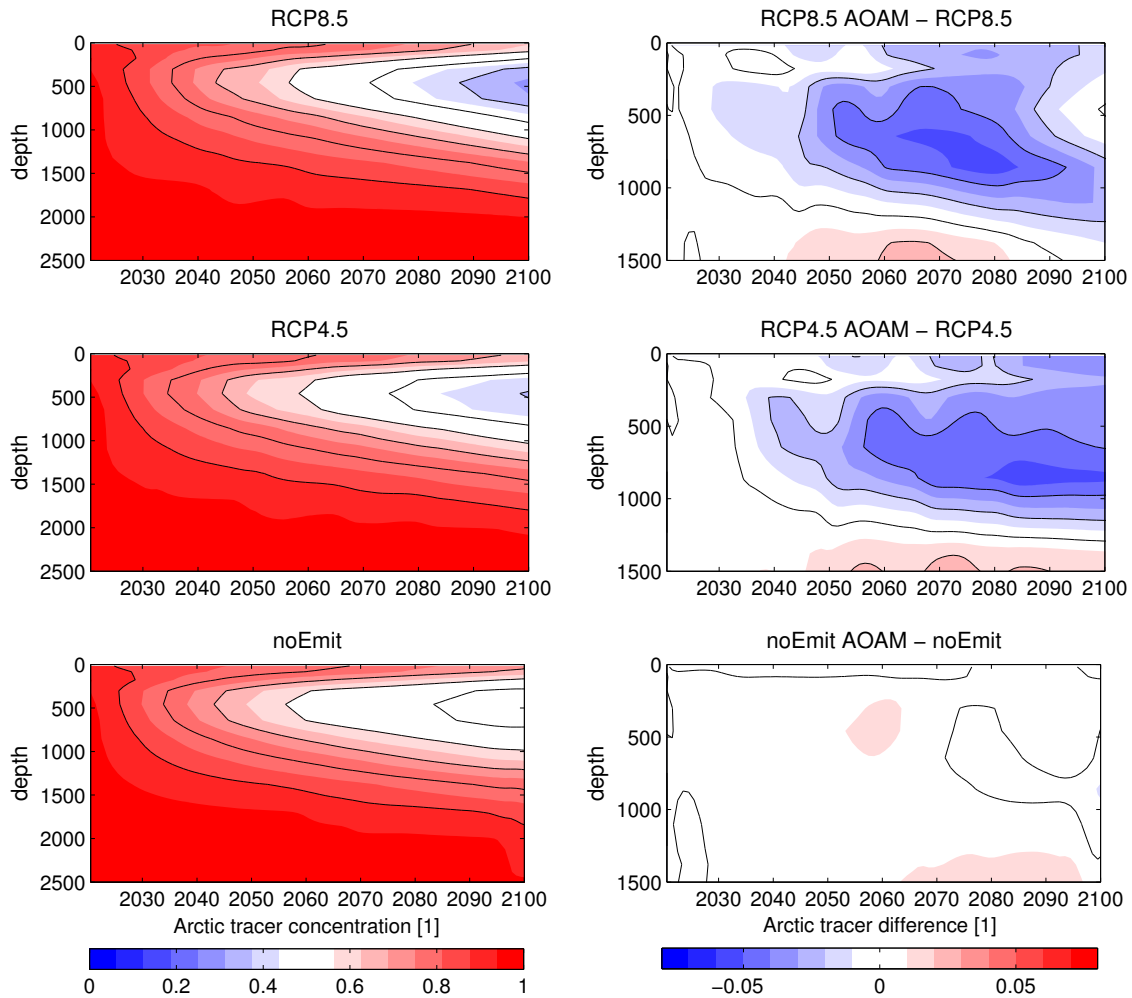 RCP8.5
RCP8.5 AOAM − RCP8.5
0
500
1000
1500
2000
2500
depth
2030 2040 2050 2060 2070 2080 2090 2100
0
500
1000
1500
depth
2030 2040 2050 2060 2070 2080 2090 2100
RCP4.5
RCP4.5 AOAM − RCP4.5
0
500
1000
1500
2000
2500
depth
2030 2040 2050 2060 2070 2080 2090 2100
0
500
1000
1500
depth
2030 2040 2050 2060 2070 2080 2090 2100
noEmit
noEmit AOAM − noEmit
0
500
1000
1500
2000
2500
depth
2030 2040 2050 2060 2070 2080 2090 2100
0
500
1000
1500
depth
2030 2040 2050 2060 2070 2080 2090 2100
Arctic tracer concentration [1]
0 0.2 0.4 0.6 0.8 1
Arctic tracer difference [1]
−0.05 0 0.05